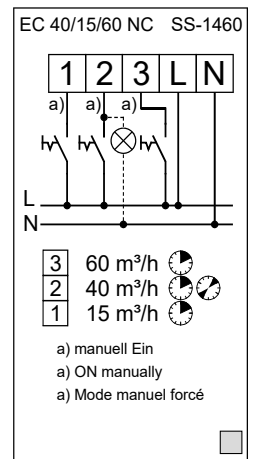 EC 40/15/60 NC SS-1460
1 2 3 L N
a) a) a)
L
N
3 60 m³/h
2 40 m³/h
1 15 m³/h
a) manuell Ein
a) ON manually
a) Mode manuel forcé